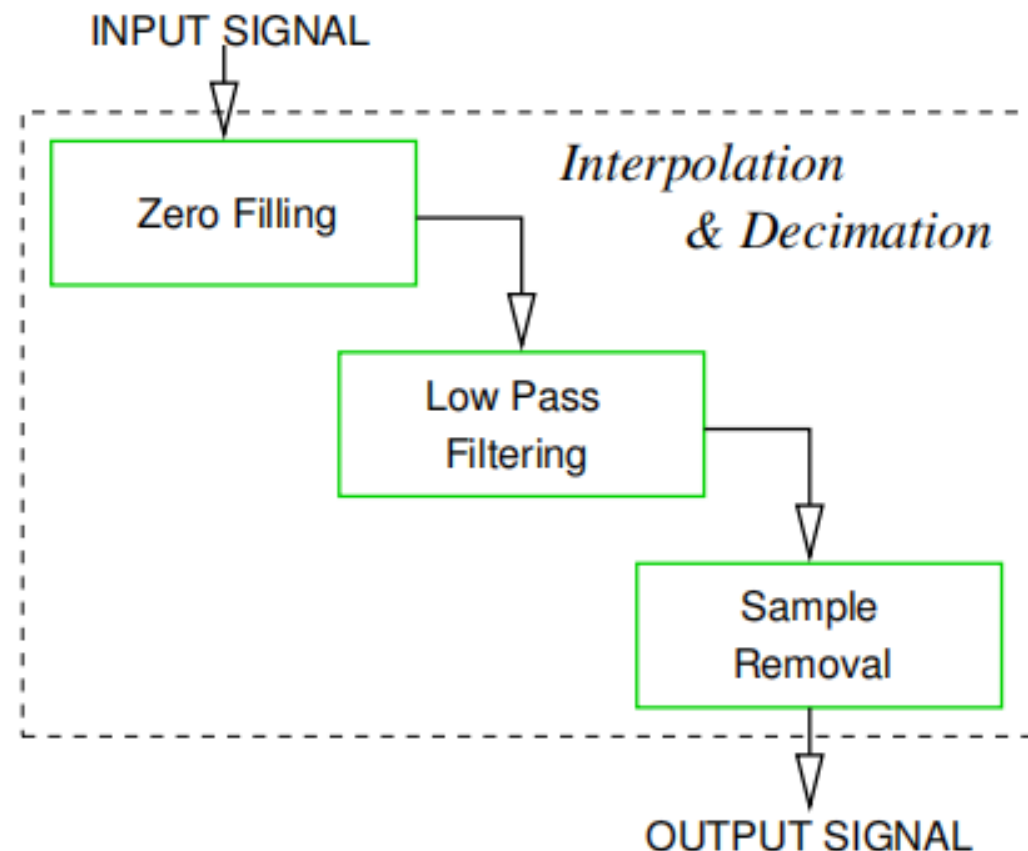 INPUT SIGNAL
Interpolation
Zero Filling
& Decimation
Low Pass
Filtering
Sample
Removal
OUTPUT SIGNAL